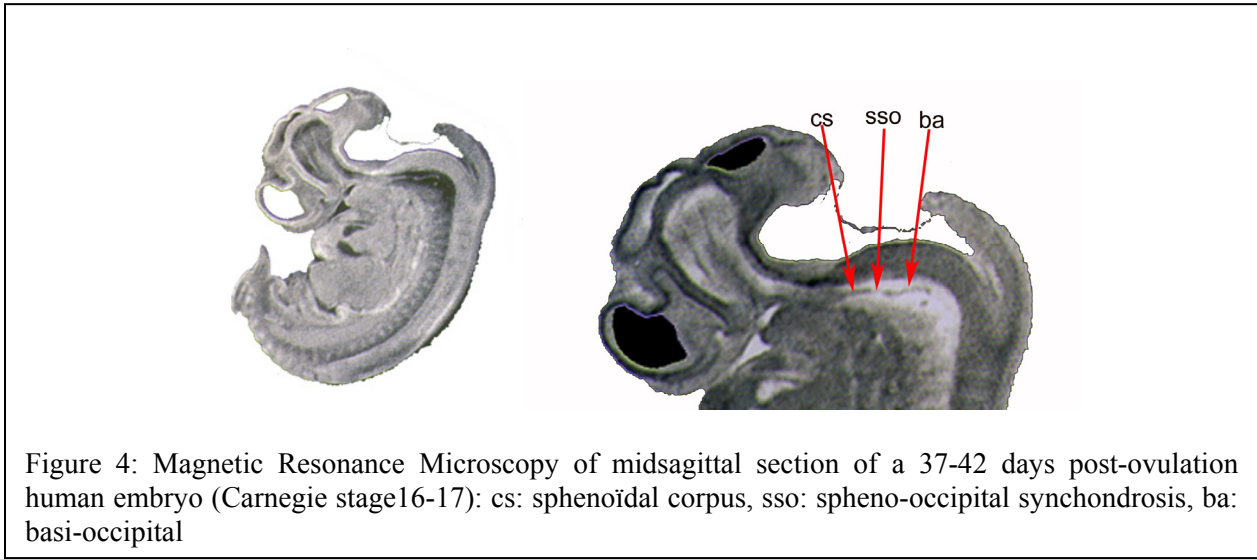 cs sso ba
Figure 4: Magnetic Resonance Microscopy of midsagittal section of a 37-42 days post-ovulation
human embryo (Carnegie stage16-17): cs: sphenoïdal corpus, sso: spheno-occipital synchondrosis, ba:
basi-occipital